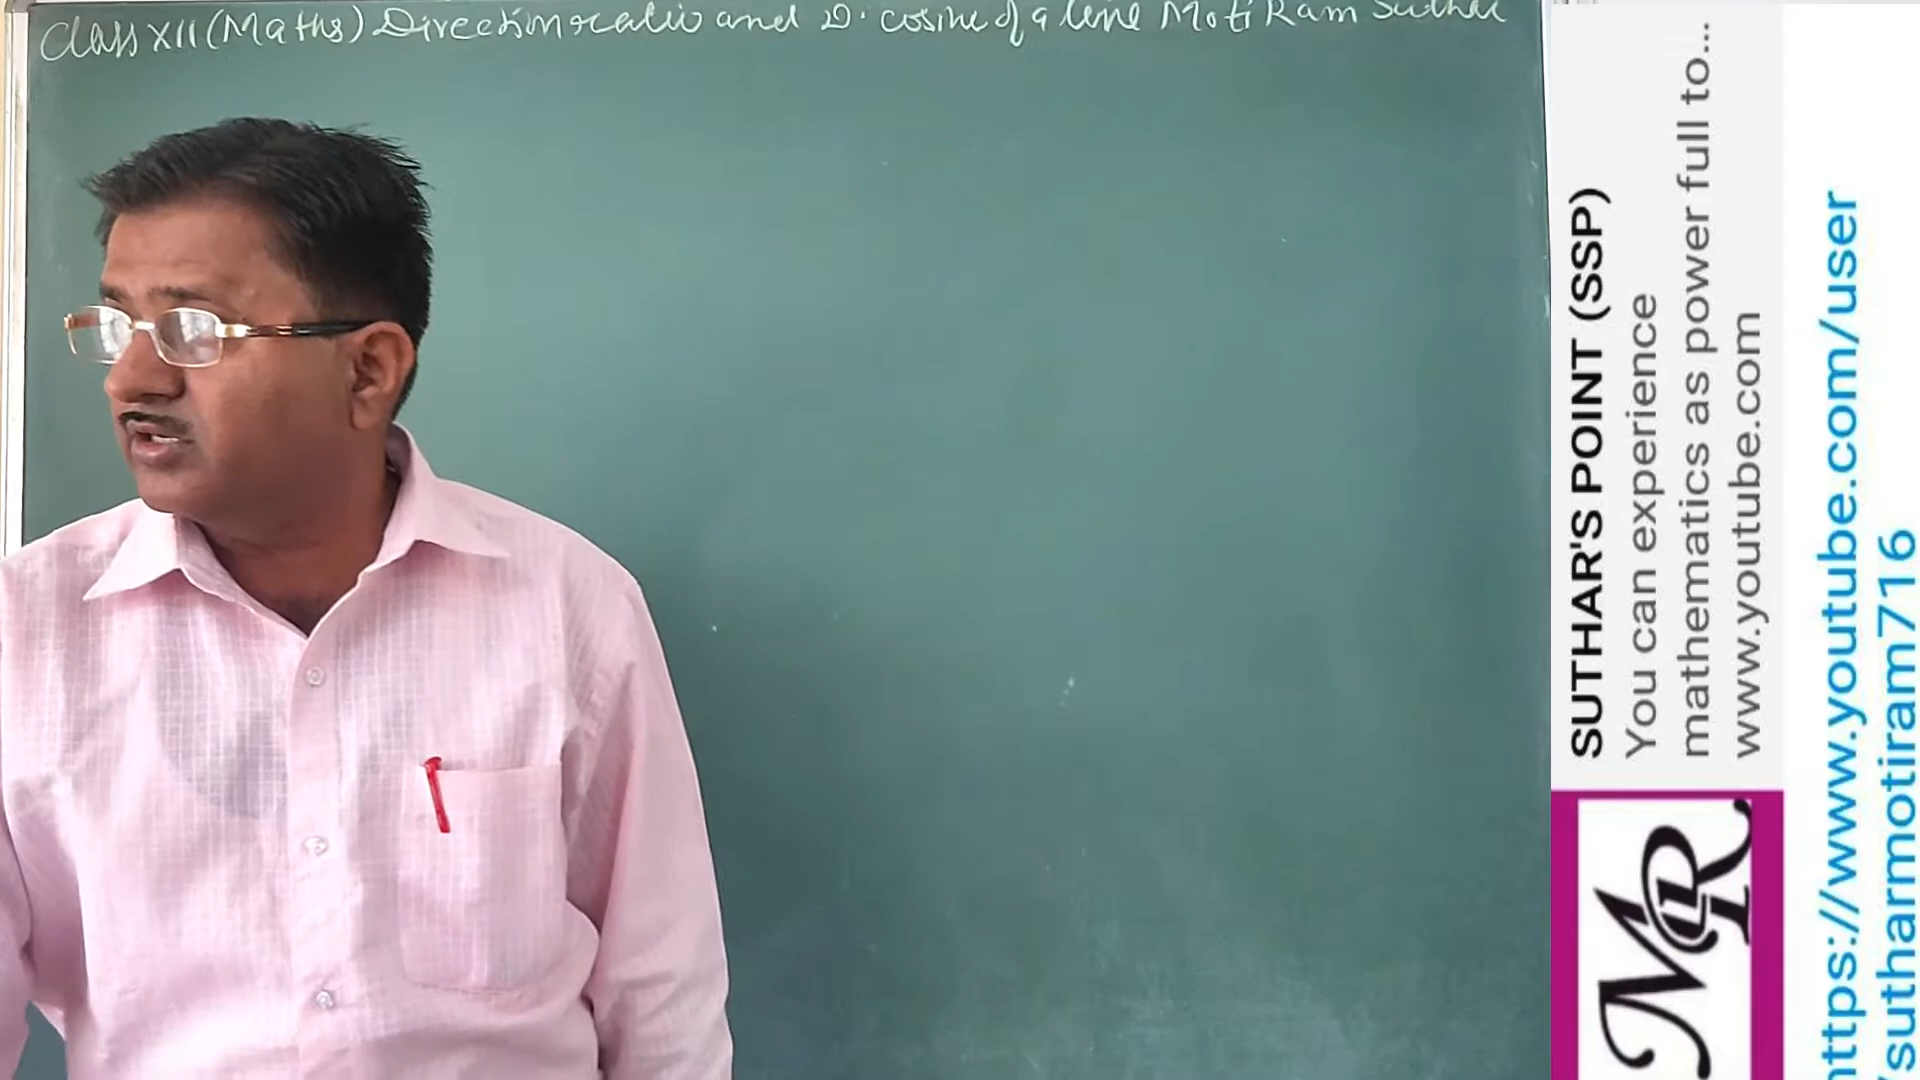 Class XII (Maths) Direction ratio and D. cosine of a line Moti Ram Suthar
SUTHAR'S POINT (SSP)
You can experience
mathematics as power full to...
www.youtube.com
MR
https://www.youtube.com/user
/sutharmotiram716